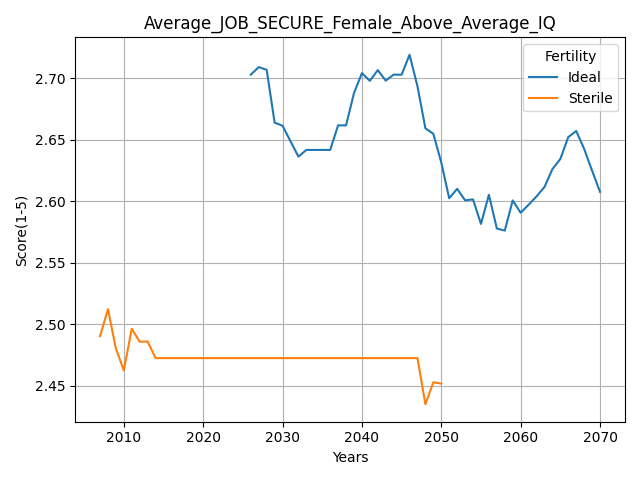 Average_JOB_SECURE_Female_Above_Average_IQ
Fertility
Ideal
Sterile
Score(1-5)
2.70
2.65
2.60
2.55
2.50
2.45
2010 2020 2030 2040 2050 2060 2070
Years